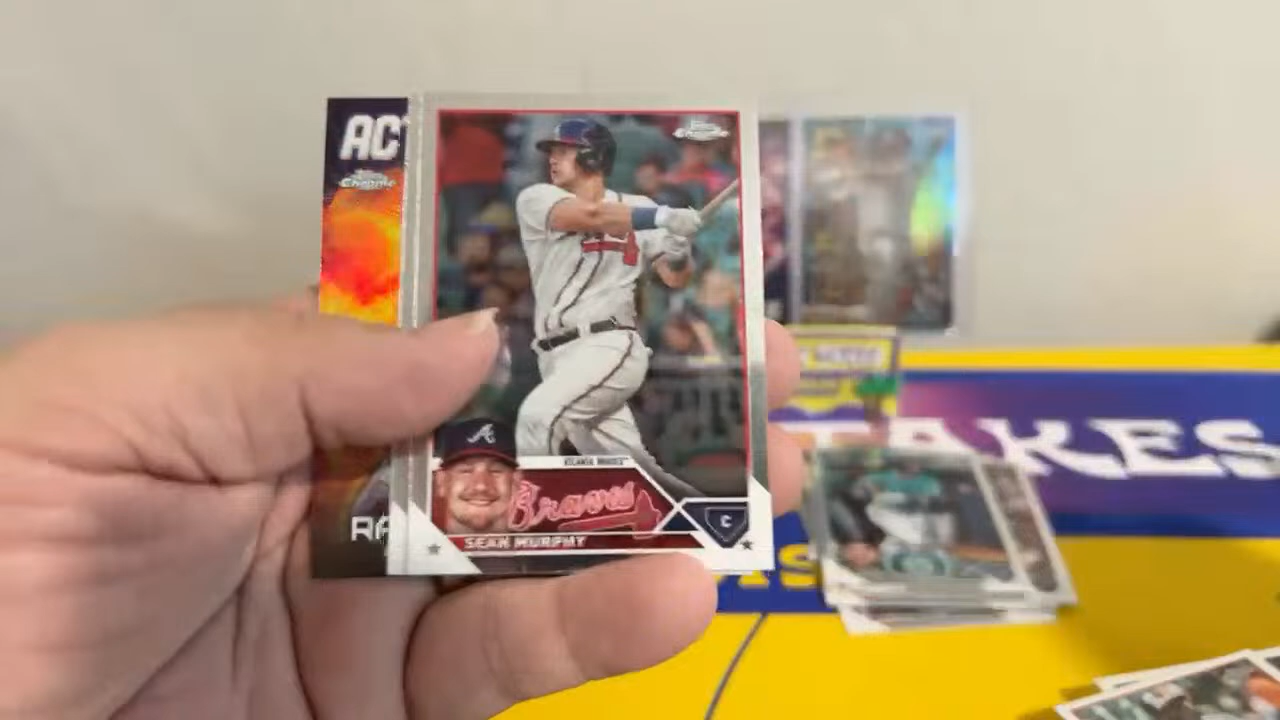 AC
Topps
Chrome
Topps
Chrome
A
ATLANTA BRAVES
Braves
C
SEAN MURPHY
RA
TAKES